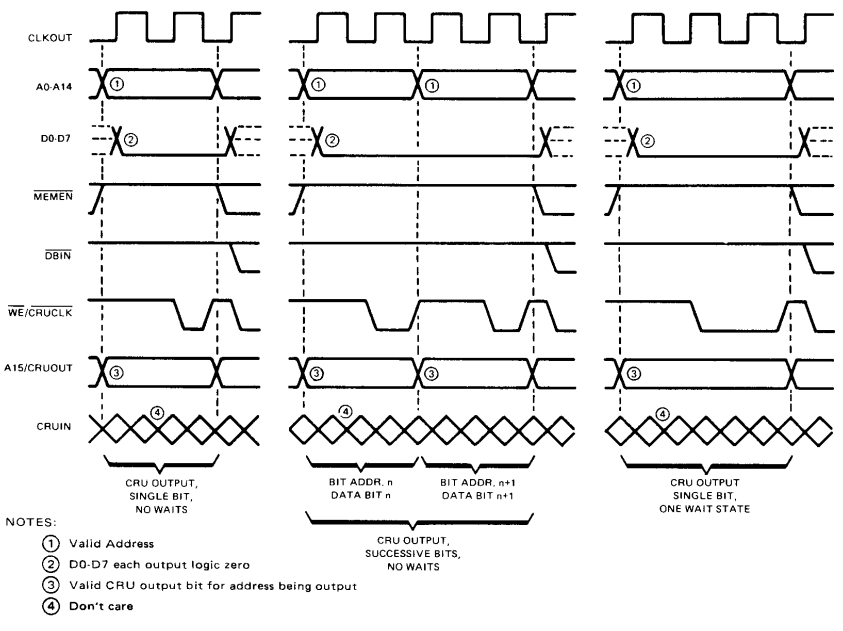 CLKOUT
A0-A14
① ① ① ①
D0-D7
② ② ②
MEMEN
DBIN
WE/CRUCLK
A15/CRUOUT
③ ③ ③ ③
CRUIN
④ ④ ④
CRU OUTPUT,
SINGLE BIT,
NO WAITS
BIT ADDR. n
DATA BIT n
BIT ADDR. n+1
DATA BIT n+1
CRU OUTPUT
SINGLE BIT,
ONE WAIT STATE
CRU OUTPUT,
SUCCESSIVE BITS,
NO WAITS
NOTES:
① Valid Address
② D0-D7 each output logic zero
③ Valid CRU output bit for address being output
④ Don't care